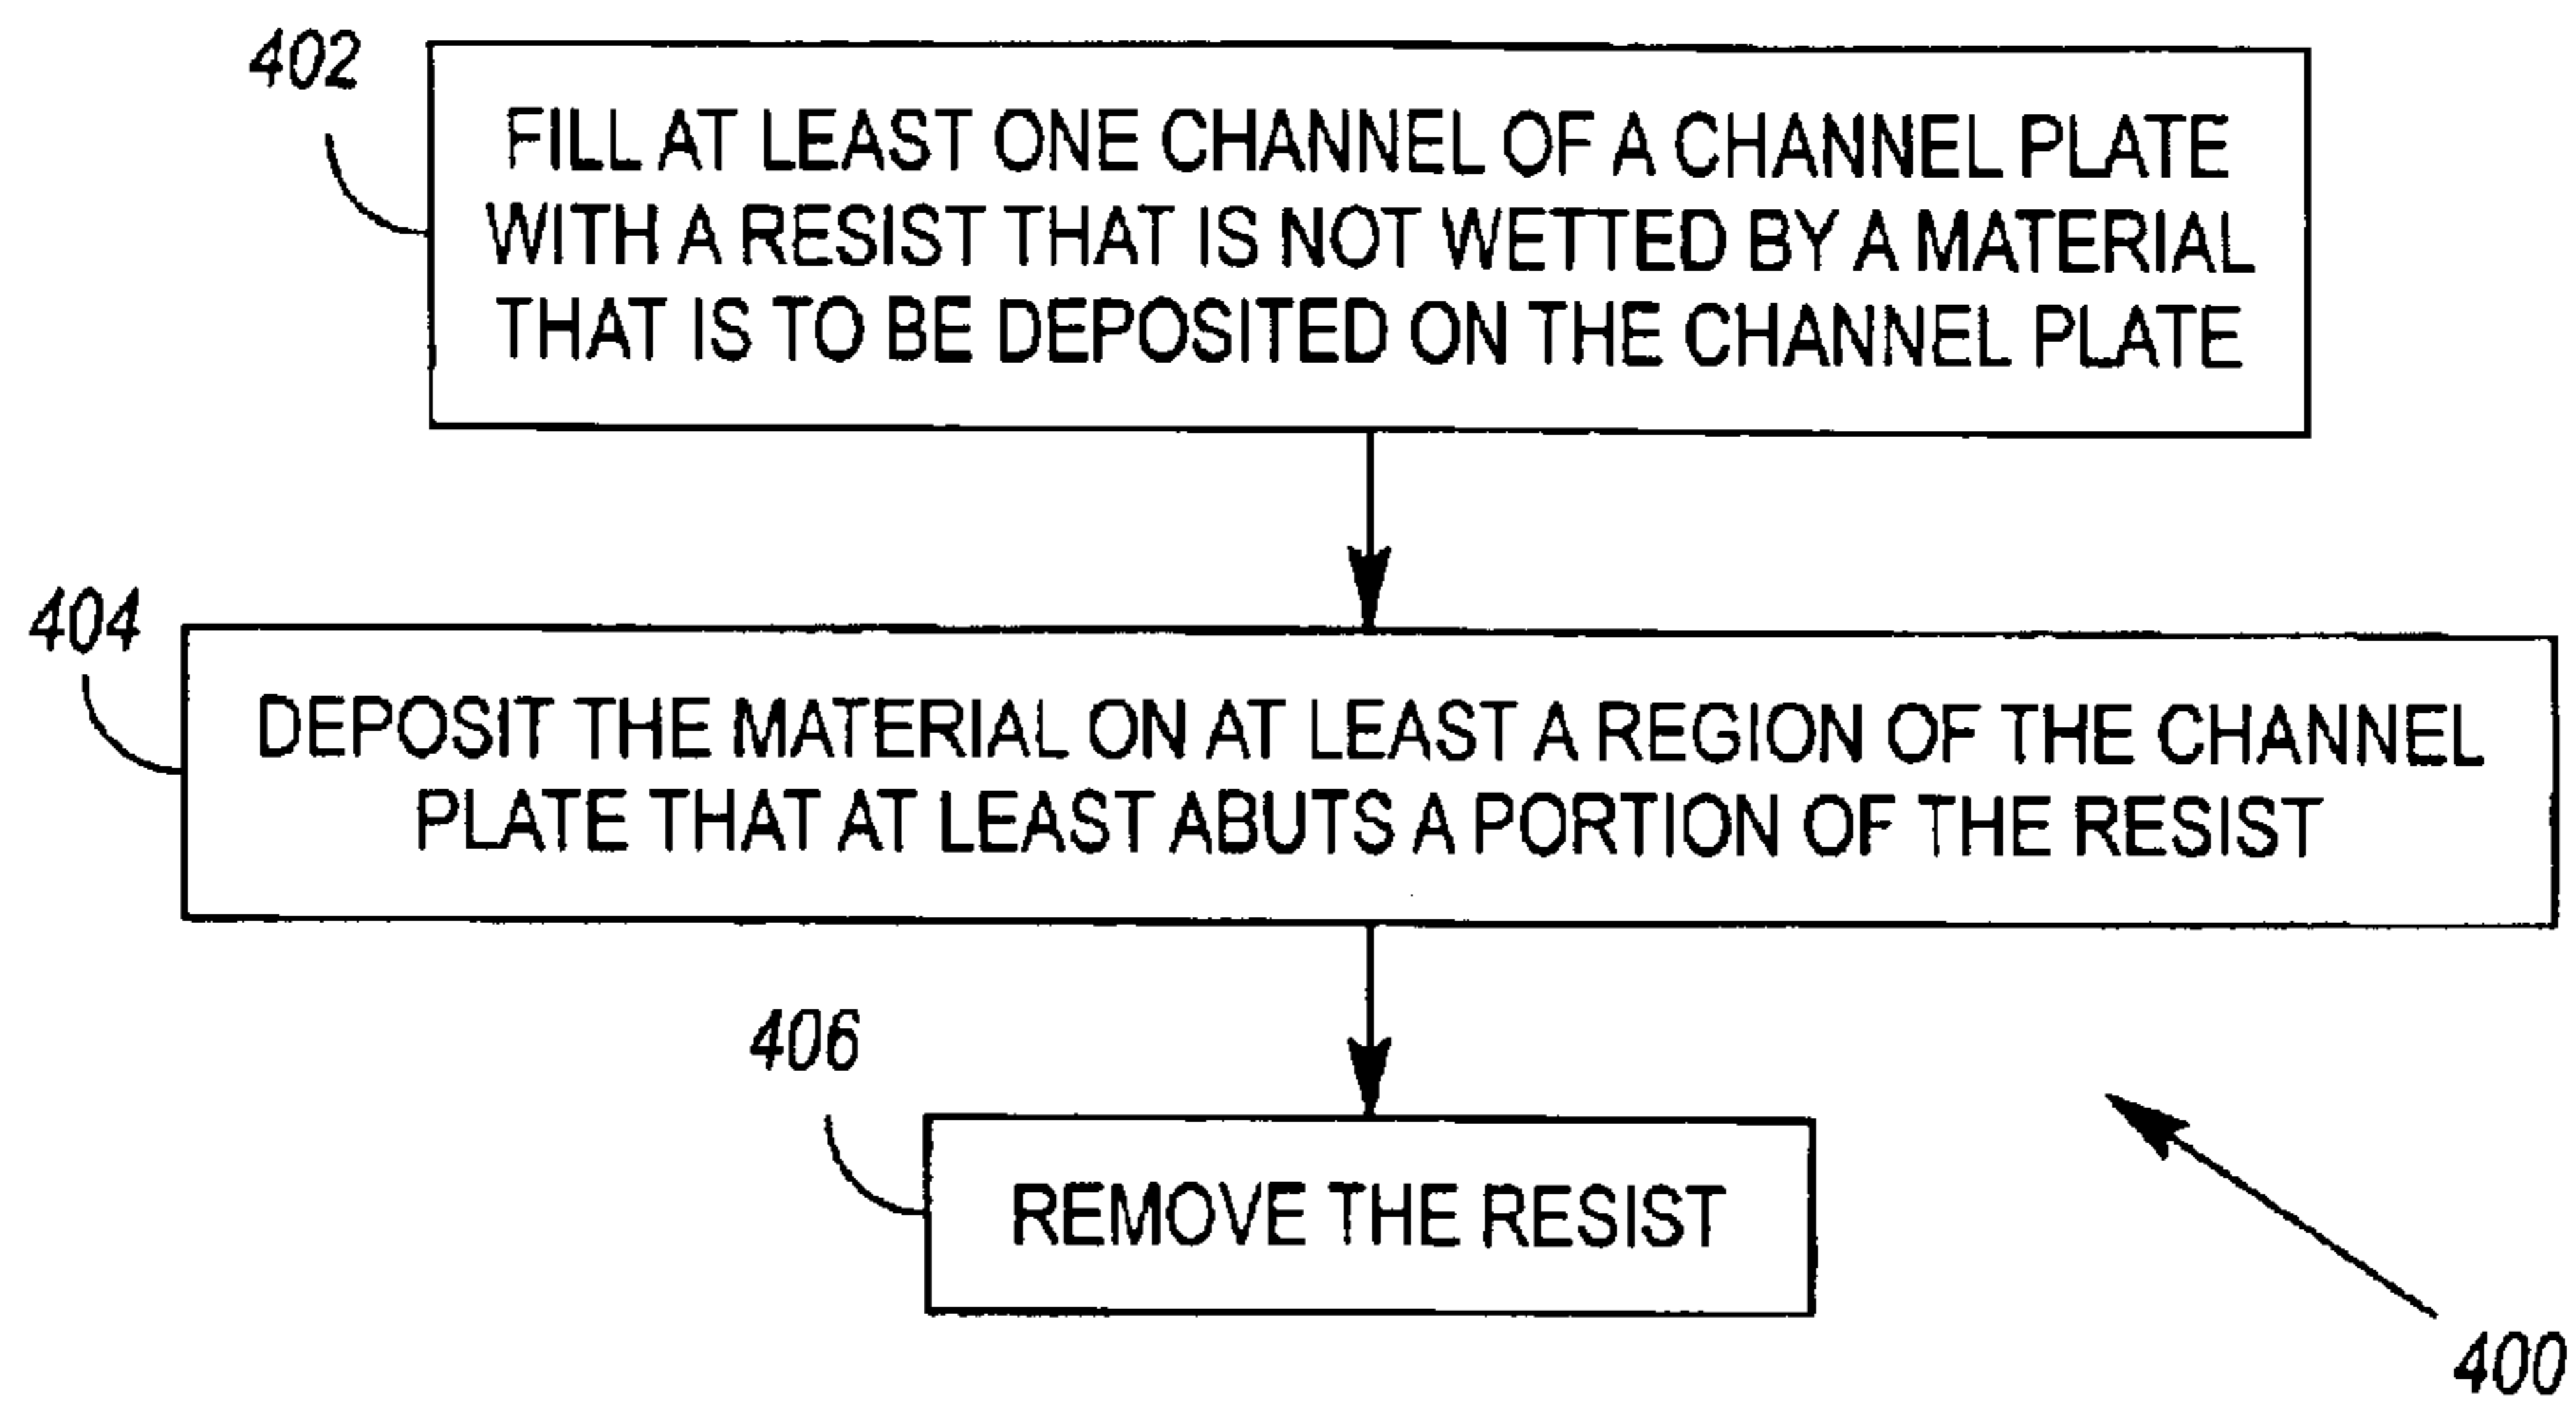 402
FILL AT LEAST ONE CHANNEL OF A CHANNEL PLATE
WITH A RESIST THAT IS NOT WETTED BY A MATERIAL
THAT IS TO BE DEPOSITED ON THE CHANNEL PLATE
404
DEPOSIT THE MATERIAL ON AT LEAST A REGION OF THE CHANNEL
PLATE THAT AT LEAST ABUTS A PORTION OF THE RESIST
406
REMOVE THE RESIST
400